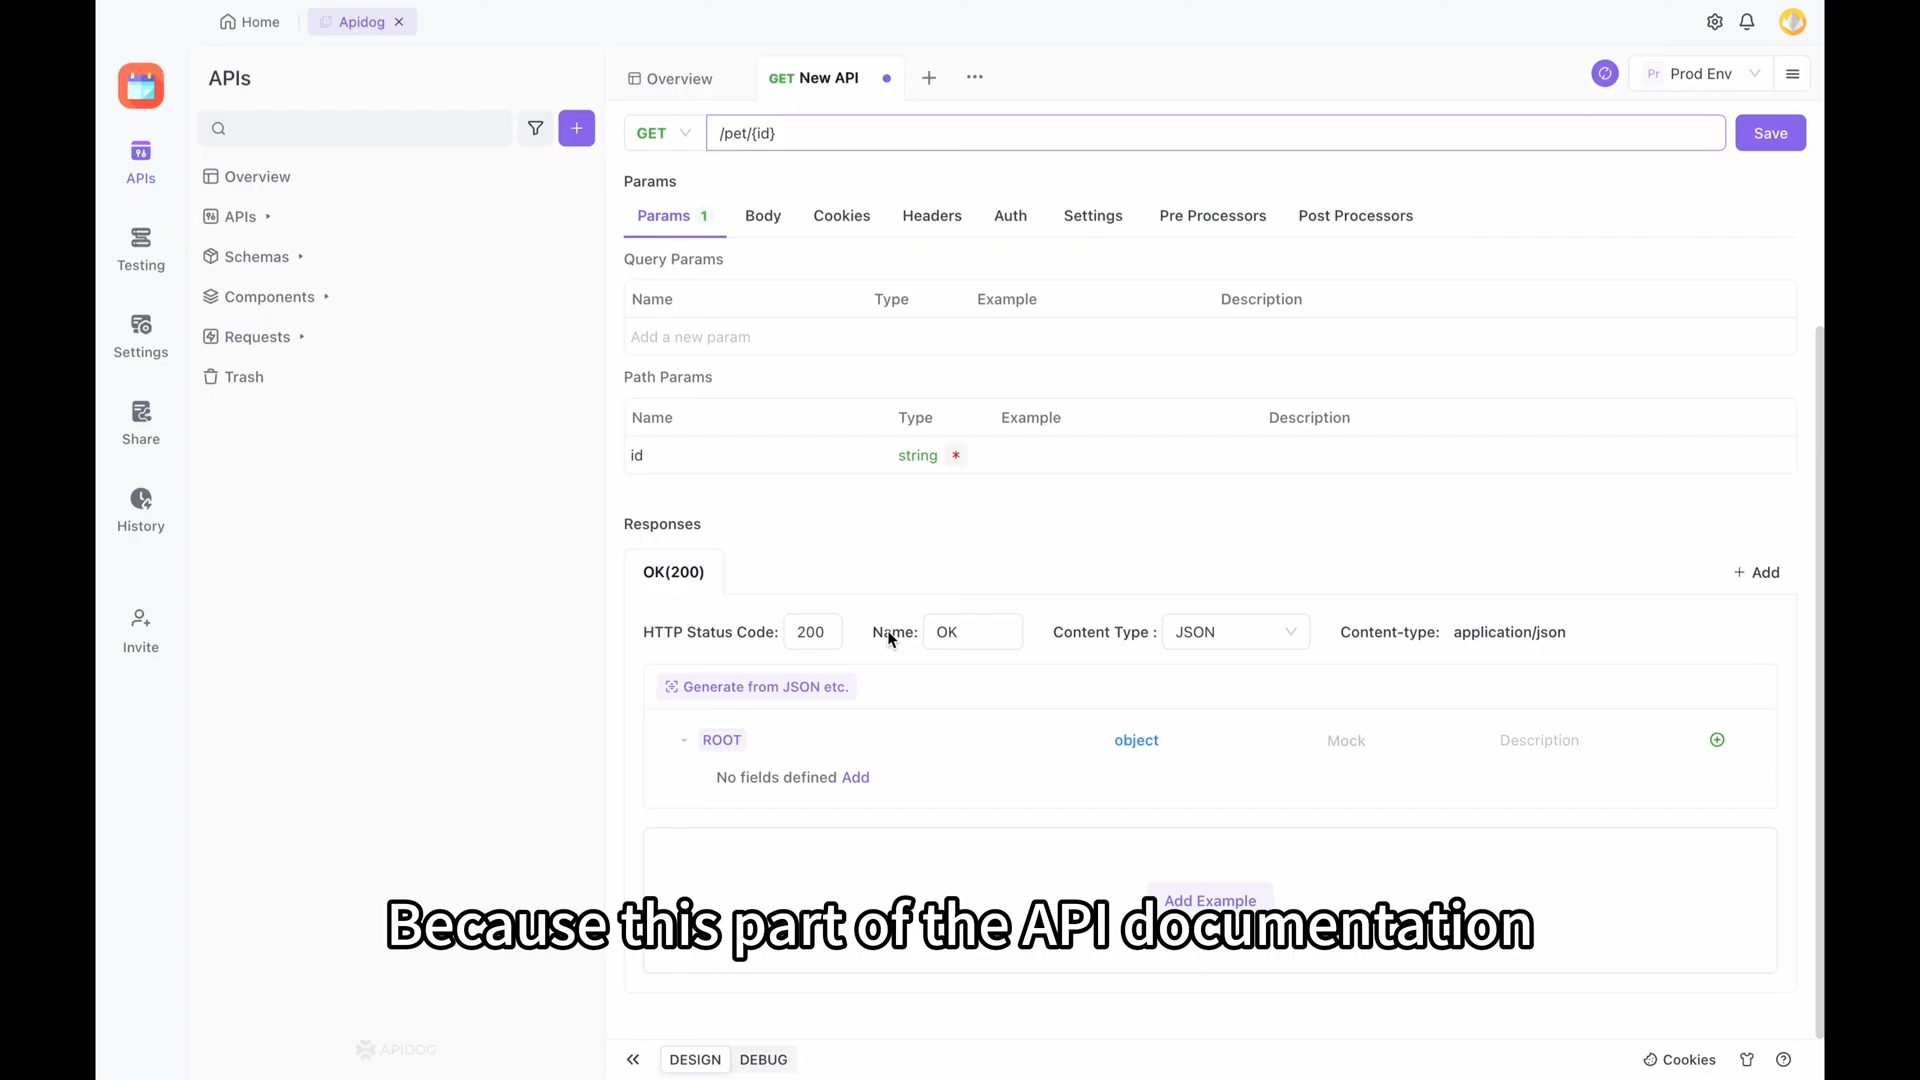 Home
Apidog
APIs
Overview
GET New API
Pr Prod Env
GET
/pet/{id}
Save
APIs
Testing
Settings
Share
History
Invite
Overview
APIs
Schemas
Components
Requests
Trash
APIDOG
Params
Params 1
Body
Cookies
Headers
Auth
Settings
Pre Processors
Post Processors
Query Params
Name Type Example Description
Add a new param
Path Params
Name Type Example Description
id string *
Responses
OK(200)
+ Add
HTTP Status Code: 200 Name: OK Content Type : JSON Content-type: application/json
Generate from JSON etc.
ROOT object Mock Description
No fields defined Add
Add Example
Because this part of the API documentation
DESIGN DEBUG
Cookies